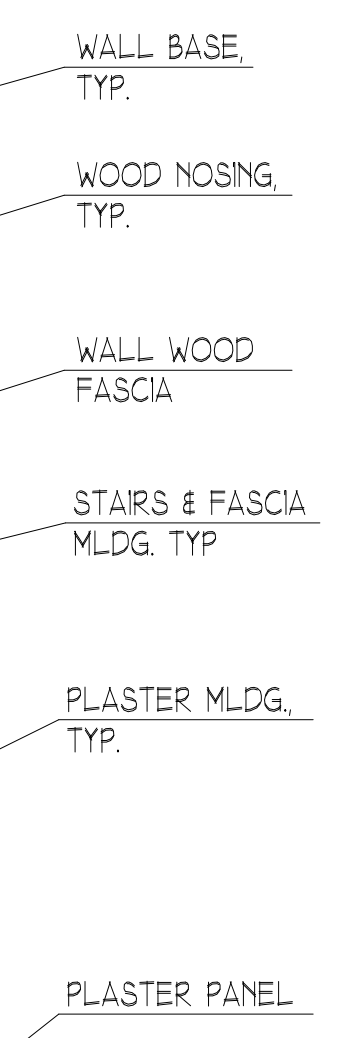 WALL BASE,
TYP.
WOOD NOSING,
TYP.
WALL WOOD
FASCIA
STAIRS & FASCIA
MLDG. TYP
PLASTER MLDG.,
TYP.
PLASTER PANEL